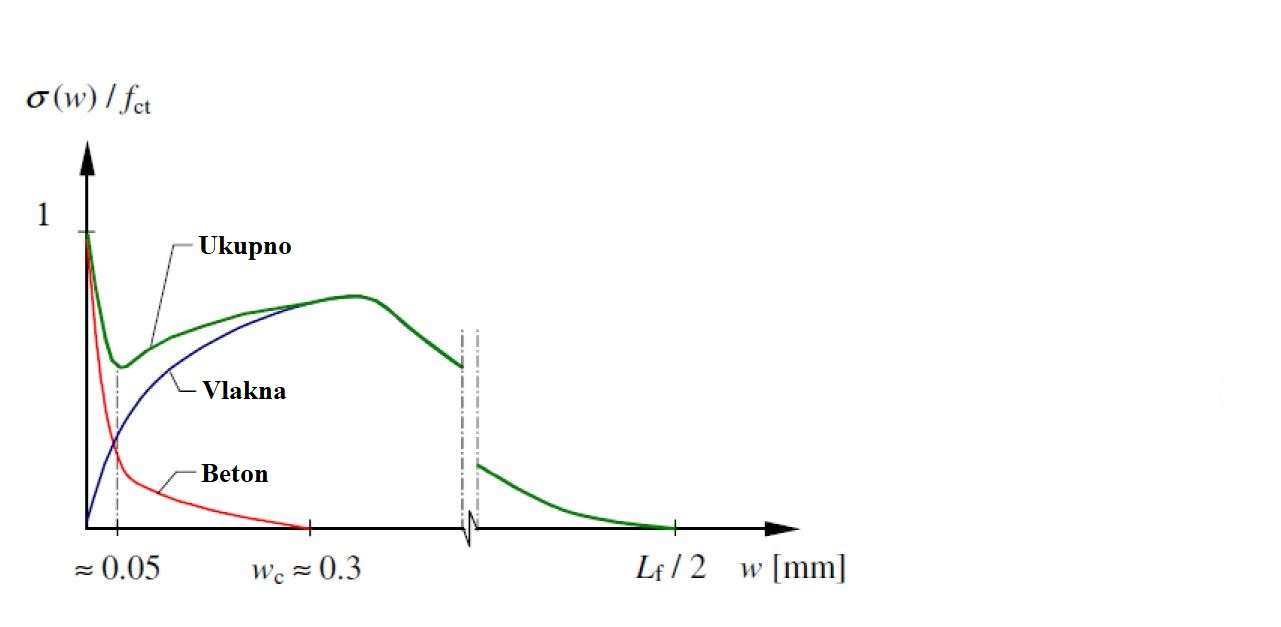 σ(w) / fct
1
Ukupno
Vlakna
Beton
≈ 0.05
wc ≈ 0.3
Lf / 2
w [mm]